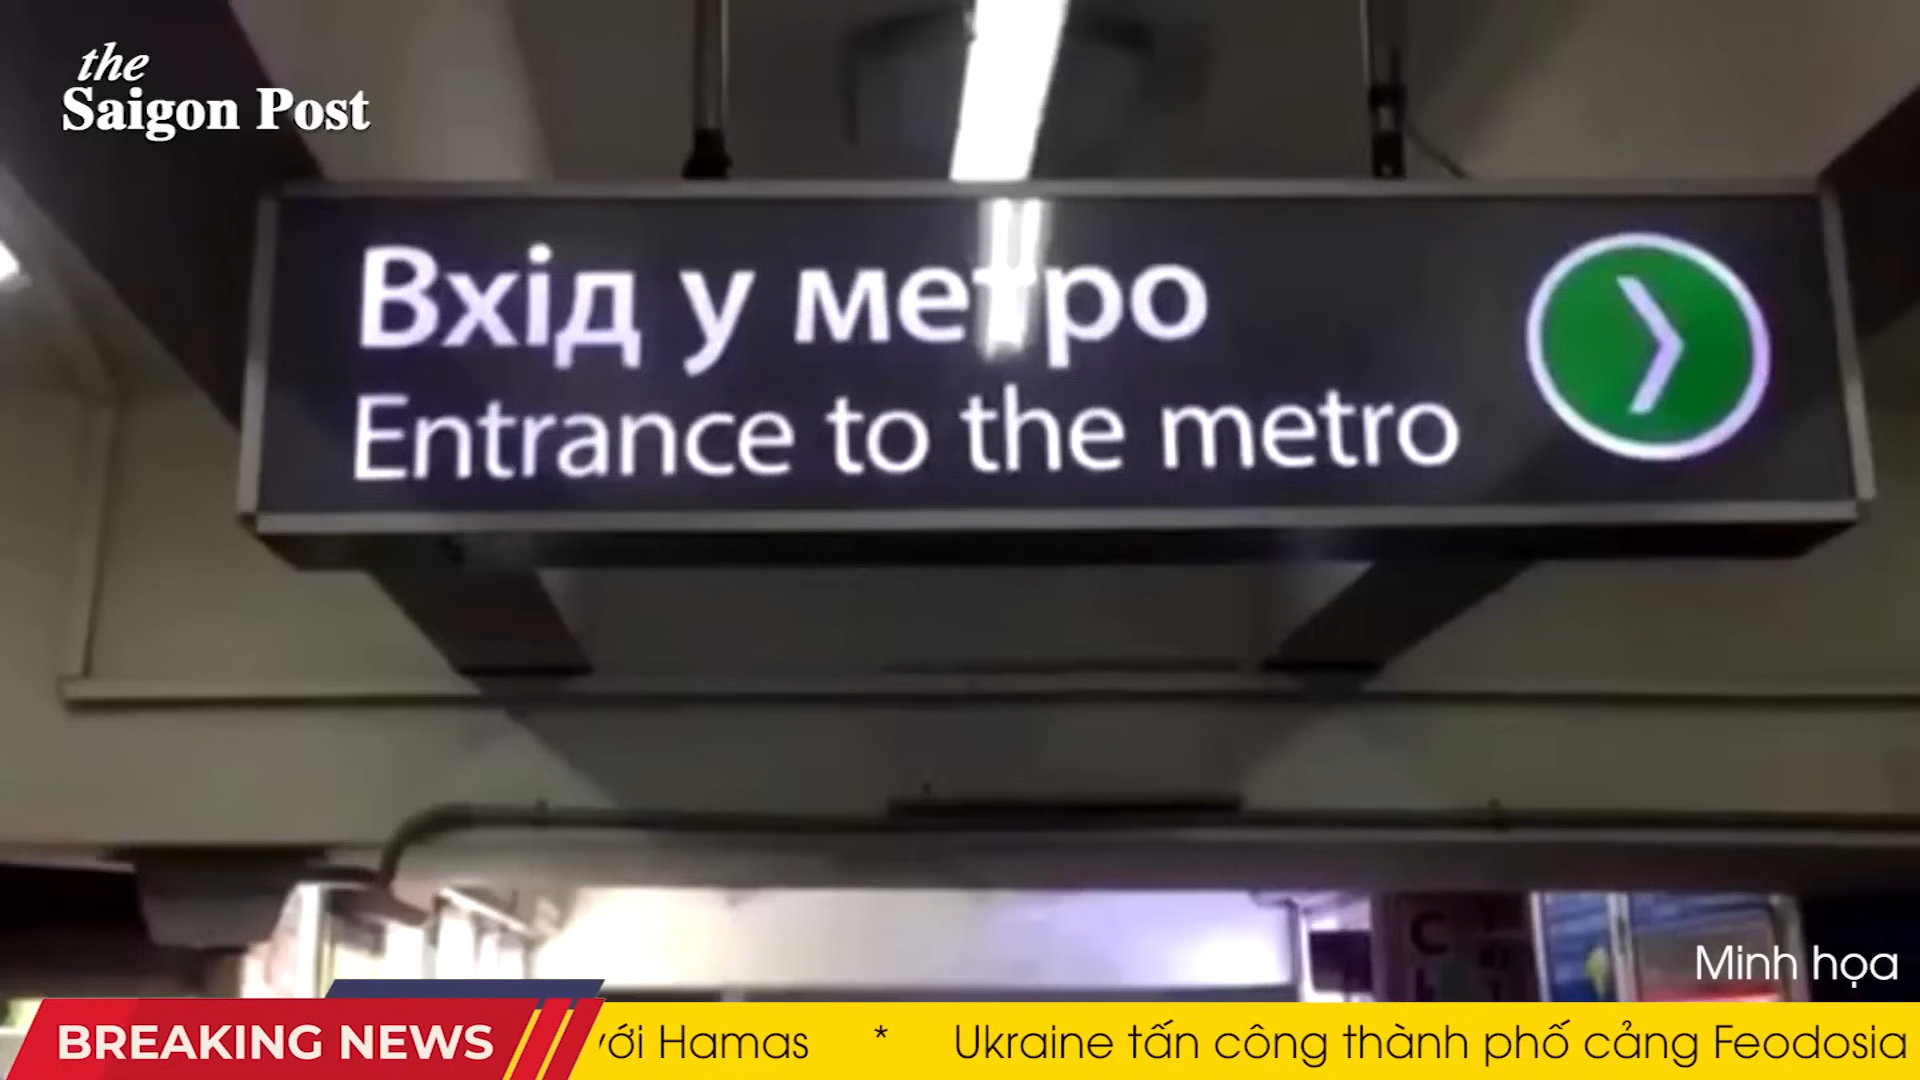 the
Saigon Post
Вхід у метро
Entrance to the metro
Minh họa
BREAKING NEWS
với Hamas * Ukraine tấn công thành phố cảng Feodosia